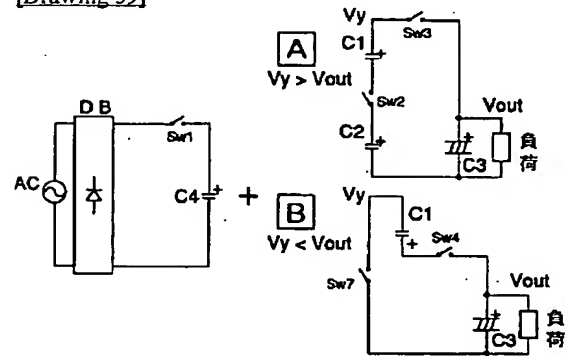 [Drawing 39]
Vy
C1
+
Sw3
A
Vy > Vout
Sw2
C2
+
Vout
+
C3
負荷
DB
Sw1
AC
C4
+
+
B
Vy < Vout
Vy
C1
+
Sw4
Sw7
Vout
+
C3
負荷